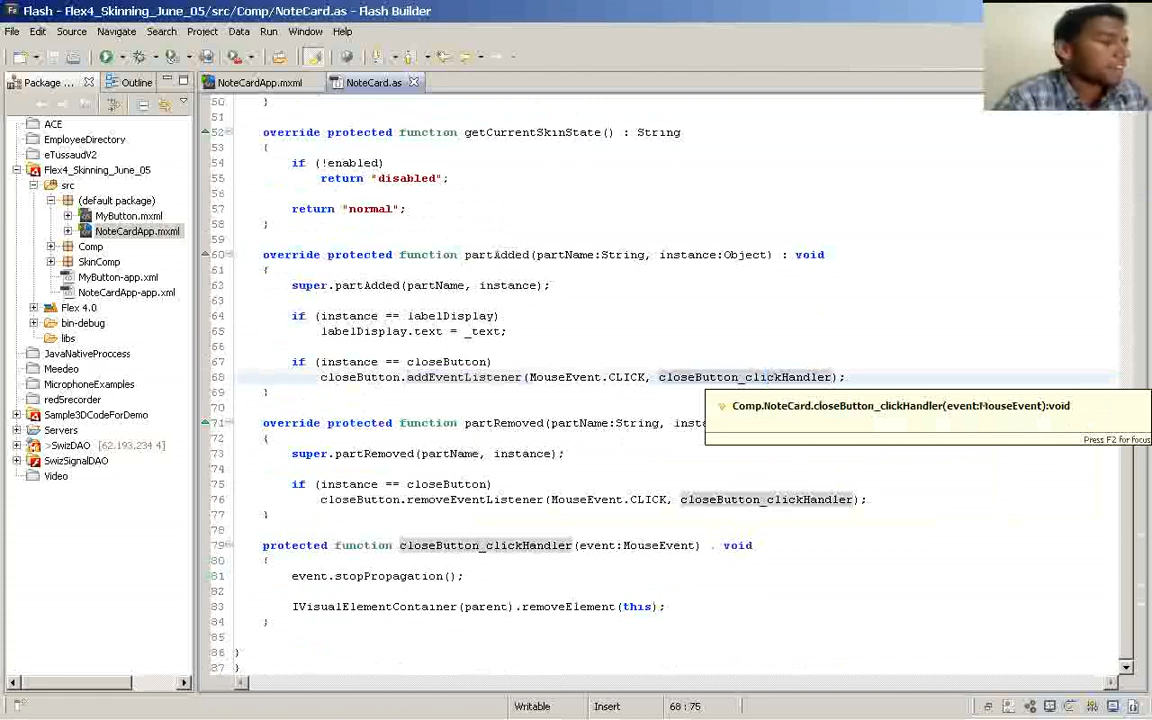 Flash - Flex4_Skinning_June_05/src/Comp/NoteCard.as - Flash Builder
File Edit Source Navigate Search Project Data Run Window Help
Package ...
Outline
NoteCardApp.mxml
NoteCard.as
ACE
EmployeeDirectory
eTussaudV2
Flex4_Skinning_June_05
src
(default package)
MyButton.mxml
NoteCardApp.mxml
Comp
SkinComp
MyButton-app.xml
NoteCardApp-app.xml
Flex 4.0
bin-debug
libs
JavaNativeProccess
Meedeo
MicrophoneExamples
red5recorder
Sample3DCodeForDemo
Servers
>SwizDAO [62.193.234 4]
SwizSignalDAO
Video
50 }
51
52 override protected function getCurrentSkinState() : String
53 {
54 if (!enabled)
55 return "disabled";
56
57 return "normal";
58 }
59
60 override protected function partAdded(partName:String, instance:Object) : void
61 {
62 super.partAdded(partName, instance);
63
64 if (instance == labelDisplay)
65 labelDisplay.text = _text;
66
67 if (instance == closeButton)
68 closeButton.addEventListener(MouseEvent.CLICK, closeButton_clickHandler);
69 }
Comp.NoteCard.closeButton_clickHandler(event:MouseEvent):void
Press F2 for focus
71 override protected function partRemoved(partName:String, insta
72 {
73 super.partRemoved(partName, instance);
74
75 if (instance == closeButton)
76 closeButton.removeEventListener(MouseEvent.CLICK, closeButton_clickHandler);
77 }
78
79 protected function closeButton_clickHandler(event:MouseEvent) : void
80 {
81 event.stopPropagation();
82
83 IVisualElementContainer(parent).removeElement(this);
84 }
85
86 }
87 }
Writable Insert 68 : 75